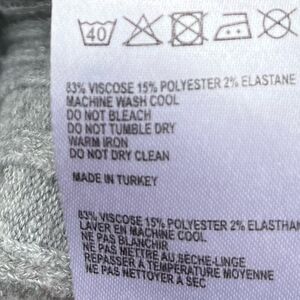 40
83% VISCOSE 15% POLYESTER 2% ELASTANE
MACHINE WASH COOL
DO NOT BLEACH
DO NOT TUMBLE DRY
WARM IRON
DO NOT DRY CLEAN
MADE IN TURKEY
83% VISCOSE 15% POLYESTER 2% ELASTHAN
LAVER EN MACHINE COOL
NE PAS BLANCHIR
NE PAS METTRE AU.SECHE-LINGE
REPASSER À TEMPÉRATURE MOYENNE
NE PAS NETTOYER A SEC